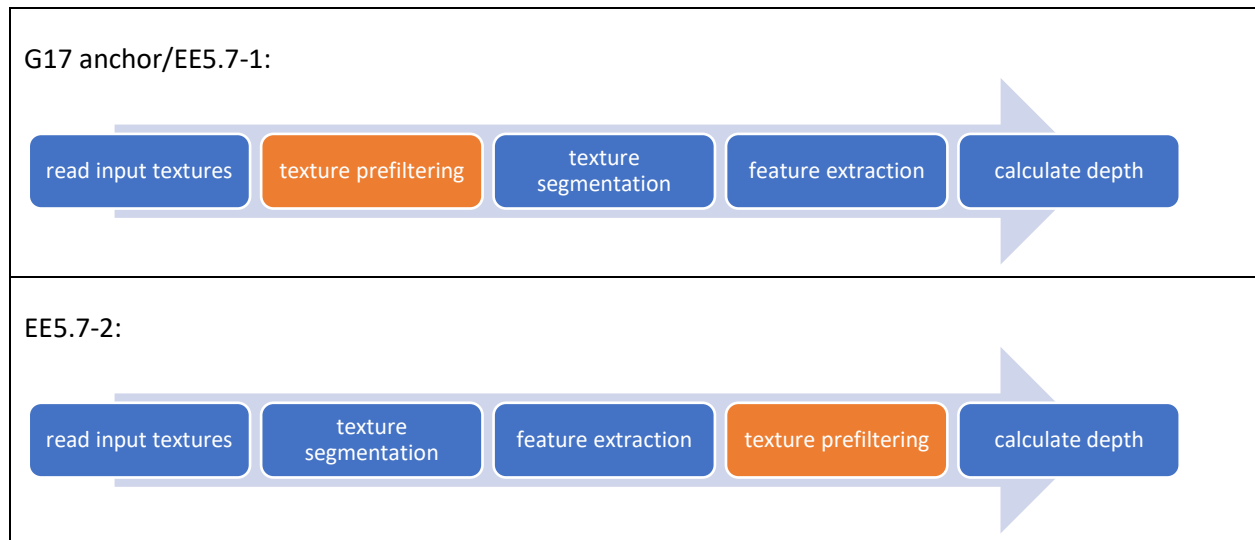 G17 anchor/EE5.7-1:
read input textures
texture prefiltering
texture
segmentation
feature extraction
calculate depth
EE5.7-2:
read input textures
texture
segmentation
feature extraction
texture prefiltering
calculate depth